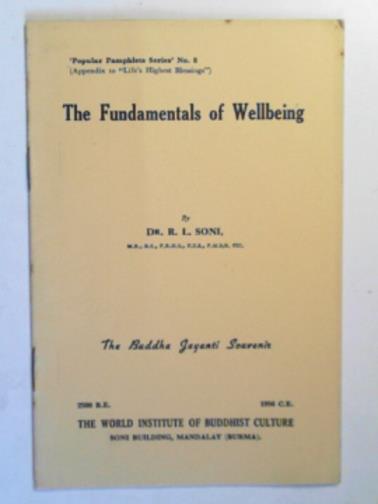 'Popular Pamphlets Series' No. 8
(Appendix to "Life's Highest Blessings")
The Fundamentals of Wellbeing
By
DR. R. L. SONI,
The Buddha Jayanti Souvenir
2500 B.E. 1956 C.E.
THE WORLD INSTITUTE OF BUDDHIST CULTURE
SONI BUILDING, MANDALAY (BURMA).